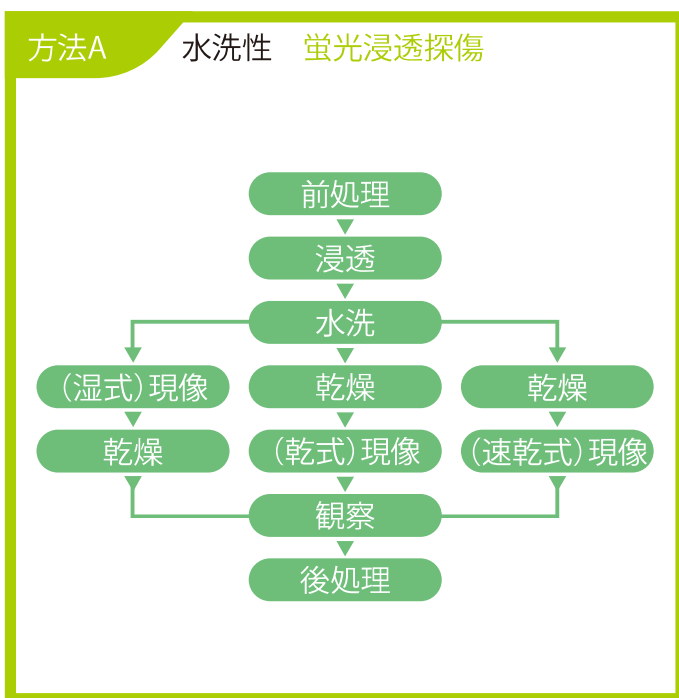 方法A 水洗性 蛍光浸透探傷
前処理
浸透
水洗
(湿式)現像 乾燥 乾燥
乾燥 (乾式)現像 (速乾式)現像
観察
後処理